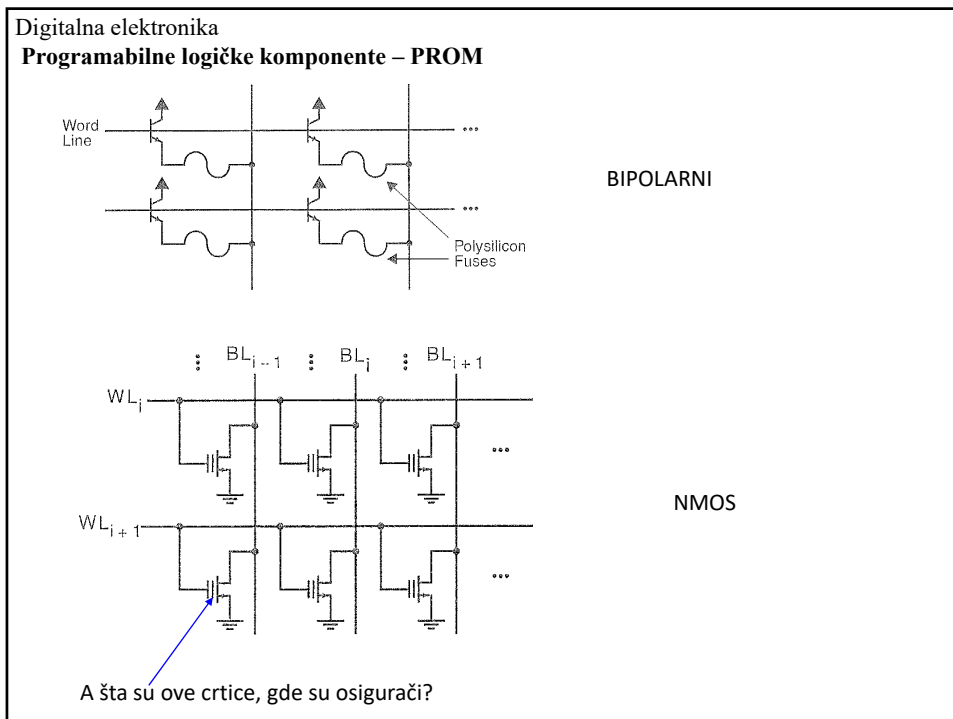 Digitalna elektronika
Programabilne logičke komponente – PROM
Word
Line
...
BIPOLARNI
...
Polysilicon
Fuses
⋮ BLi – 1 ⋮ BLi ⋮ BLi + 1
WLi
...
NMOS
WLi + 1
...
A šta su ove crtice, gde su osigurači?